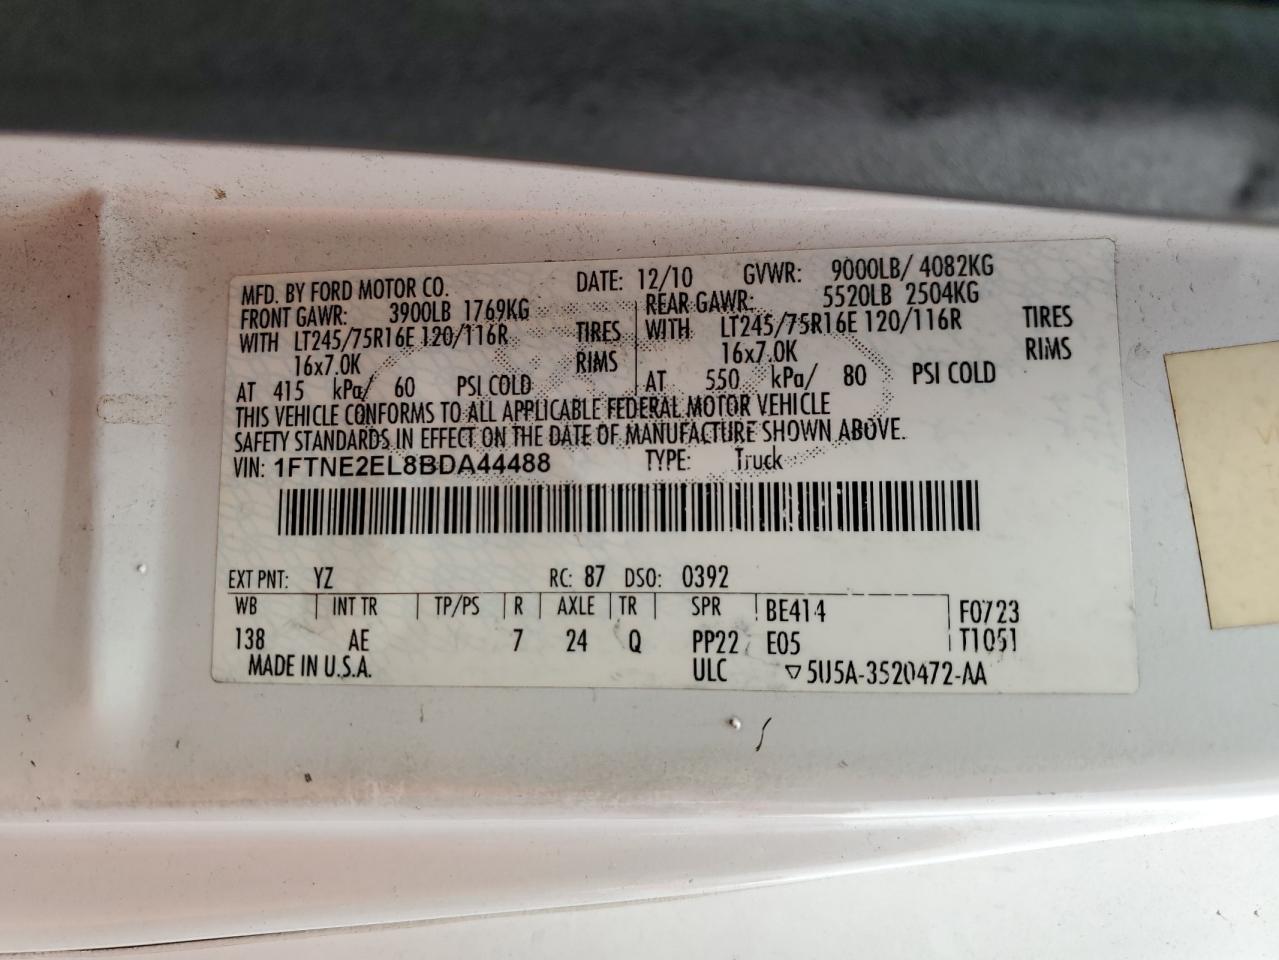 MFD. BY FORD MOTOR CO. DATE: 12/10 GVWR: 9000LB/ 4082KG
FRONT GAWR: 3900LB 1769KG REAR GAWR: 5520LB 2504KG
WITH LT245/75R16E 120/116R TIRES WITH LT245/75R16E 120/116R TIRES
16x7.0K RIMS 16x7.0K RIMS
AT 415 kPa/ 60 PSI COLD AT 550 kPa/ 80 PSI COLD
THIS VEHICLE CONFORMS TO ALL APPLICABLE FEDERAL MOTOR VEHICLE
SAFETY STANDARDS IN EFFECT ON THE DATE OF MANUFACTURE SHOWN ABOVE.
VIN: 1FTNE2EL8BDA44488 TYPE: Truck
EXT PNT: YZ RC: 87 DSO: 0392
WB INT TR TP/PS R AXLE TR SPR BE414 F0723
138 AE 7 24 Q PP22 E05 T1051
MADE IN U.S.A. ULC ▽5U5A-3520472-AA